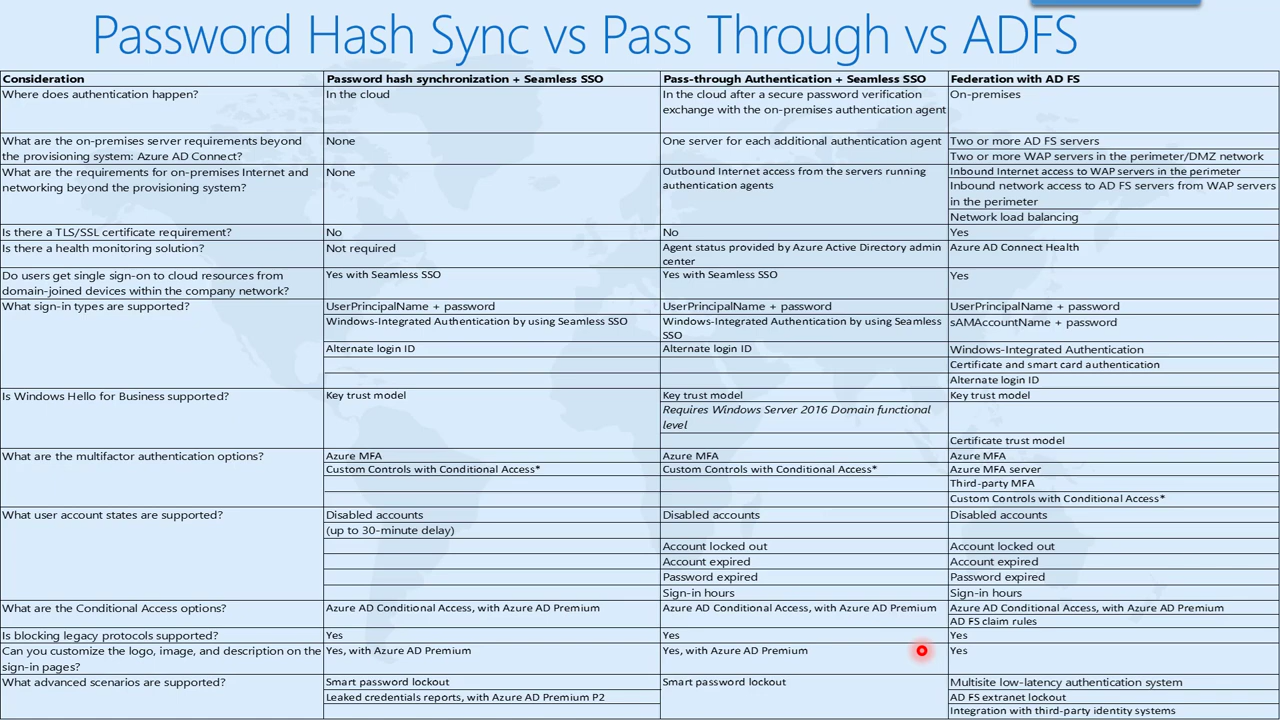 Password Hash Sync vs Pass Through vs ADFS
Consideration
Password hash synchronization + Seamless SSO
Pass-through Authentication + Seamless SSO
Federation with AD FS
Where does authentication happen?
In the cloud
In the cloud after a secure password verification
exchange with the on-premises authentication agent
On-premises
What are the on-premises server requirements beyond
the provisioning system: Azure AD Connect?
None
One server for each additional authentication agent
Two or more AD FS servers
Two or more WAP servers in the perimeter/DMZ network
What are the requirements for on-premises Internet and
networking beyond the provisioning system?
None
Outbound Internet access from the servers running
authentication agents
Inbound Internet access to WAP servers in the perimeter
Inbound network access to AD FS servers from WAP servers
in the perimeter
Network load balancing
Is there a TLS/SSL certificate requirement?
No
No
Yes
Is there a health monitoring solution?
Not required
Agent status provided by Azure Active Directory admin
center
Azure AD Connect Health
Do users get single sign-on to cloud resources from
domain-joined devices within the company network?
Yes with Seamless SSO
Yes with Seamless SSO
Yes
What sign-in types are supported?
UserPrincipalName + password
Windows-Integrated Authentication by using Seamless SSO
Alternate login ID
UserPrincipalName + password
Windows-Integrated Authentication by using Seamless
SSO
Alternate login ID
UserPrincipalName + password
sAMAccountName + password
Windows-Integrated Authentication
Certificate and smart card authentication
Alternate login ID
Is Windows Hello for Business supported?
Key trust model
Key trust model
Requires Windows Server 2016 Domain functional
level
Key trust model
Certificate trust model
What are the multifactor authentication options?
Azure MFA
Custom Controls with Conditional Access*
Azure MFA
Custom Controls with Conditional Access*
Azure MFA
Azure MFA server
Third-party MFA
Custom Controls with Conditional Access*
What user account states are supported?
Disabled accounts
(up to 30-minute delay)
Disabled accounts
Account locked out
Account expired
Password expired
Sign-in hours
Disabled accounts
Account locked out
Account expired
Password expired
Sign-in hours
What are the Conditional Access options?
Azure AD Conditional Access, with Azure AD Premium
Azure AD Conditional Access, with Azure AD Premium
Azure AD Conditional Access, with Azure AD Premium
AD FS claim rules
Is blocking legacy protocols supported?
Yes
Yes
Yes
Can you customize the logo, image, and description on the
sign-in pages?
Yes, with Azure AD Premium
Yes, with Azure AD Premium
Yes
What advanced scenarios are supported?
Smart password lockout
Leaked credentials reports, with Azure AD Premium P2
Smart password lockout
Multisite low-latency authentication system
AD FS extranet lockout
Integration with third-party identity systems